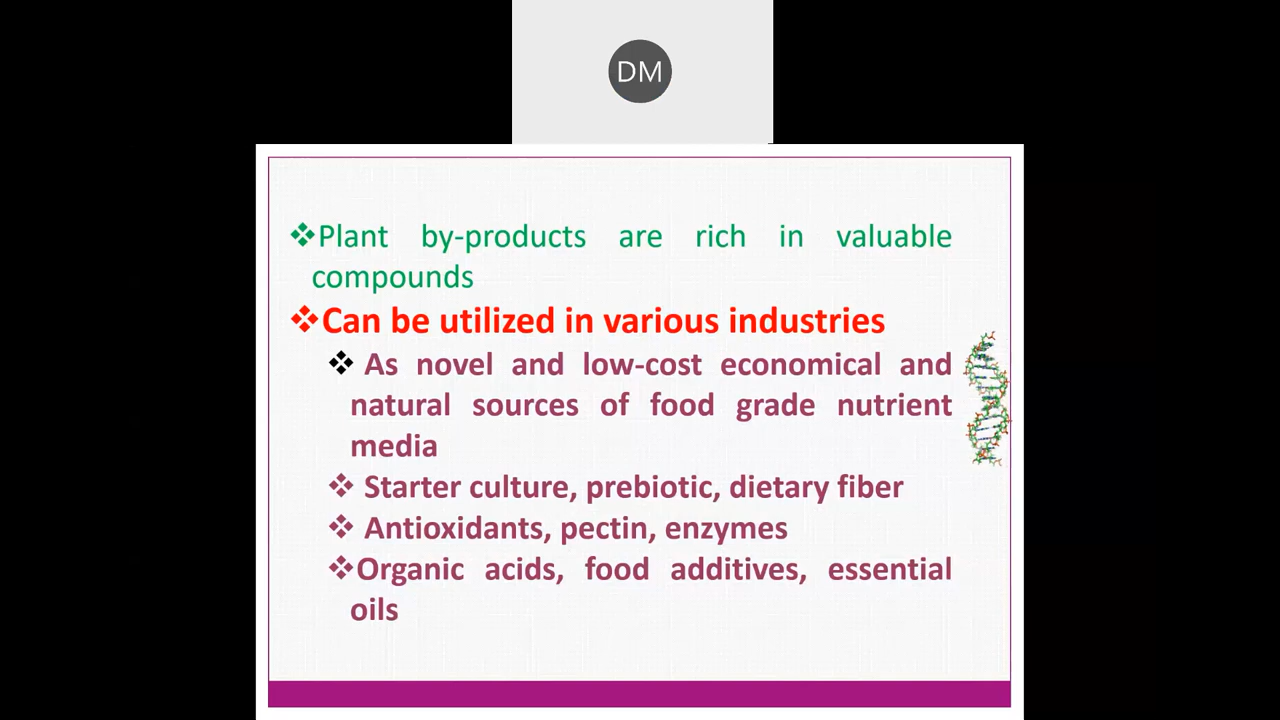 DM
❖Plant by-products are rich in valuable
compounds
❖Can be utilized in various industries
❖ As novel and low-cost economical and
natural sources of food grade nutrient
media
❖ Starter culture, prebiotic, dietary fiber
❖ Antioxidants, pectin, enzymes
❖Organic acids, food additives, essential
oils